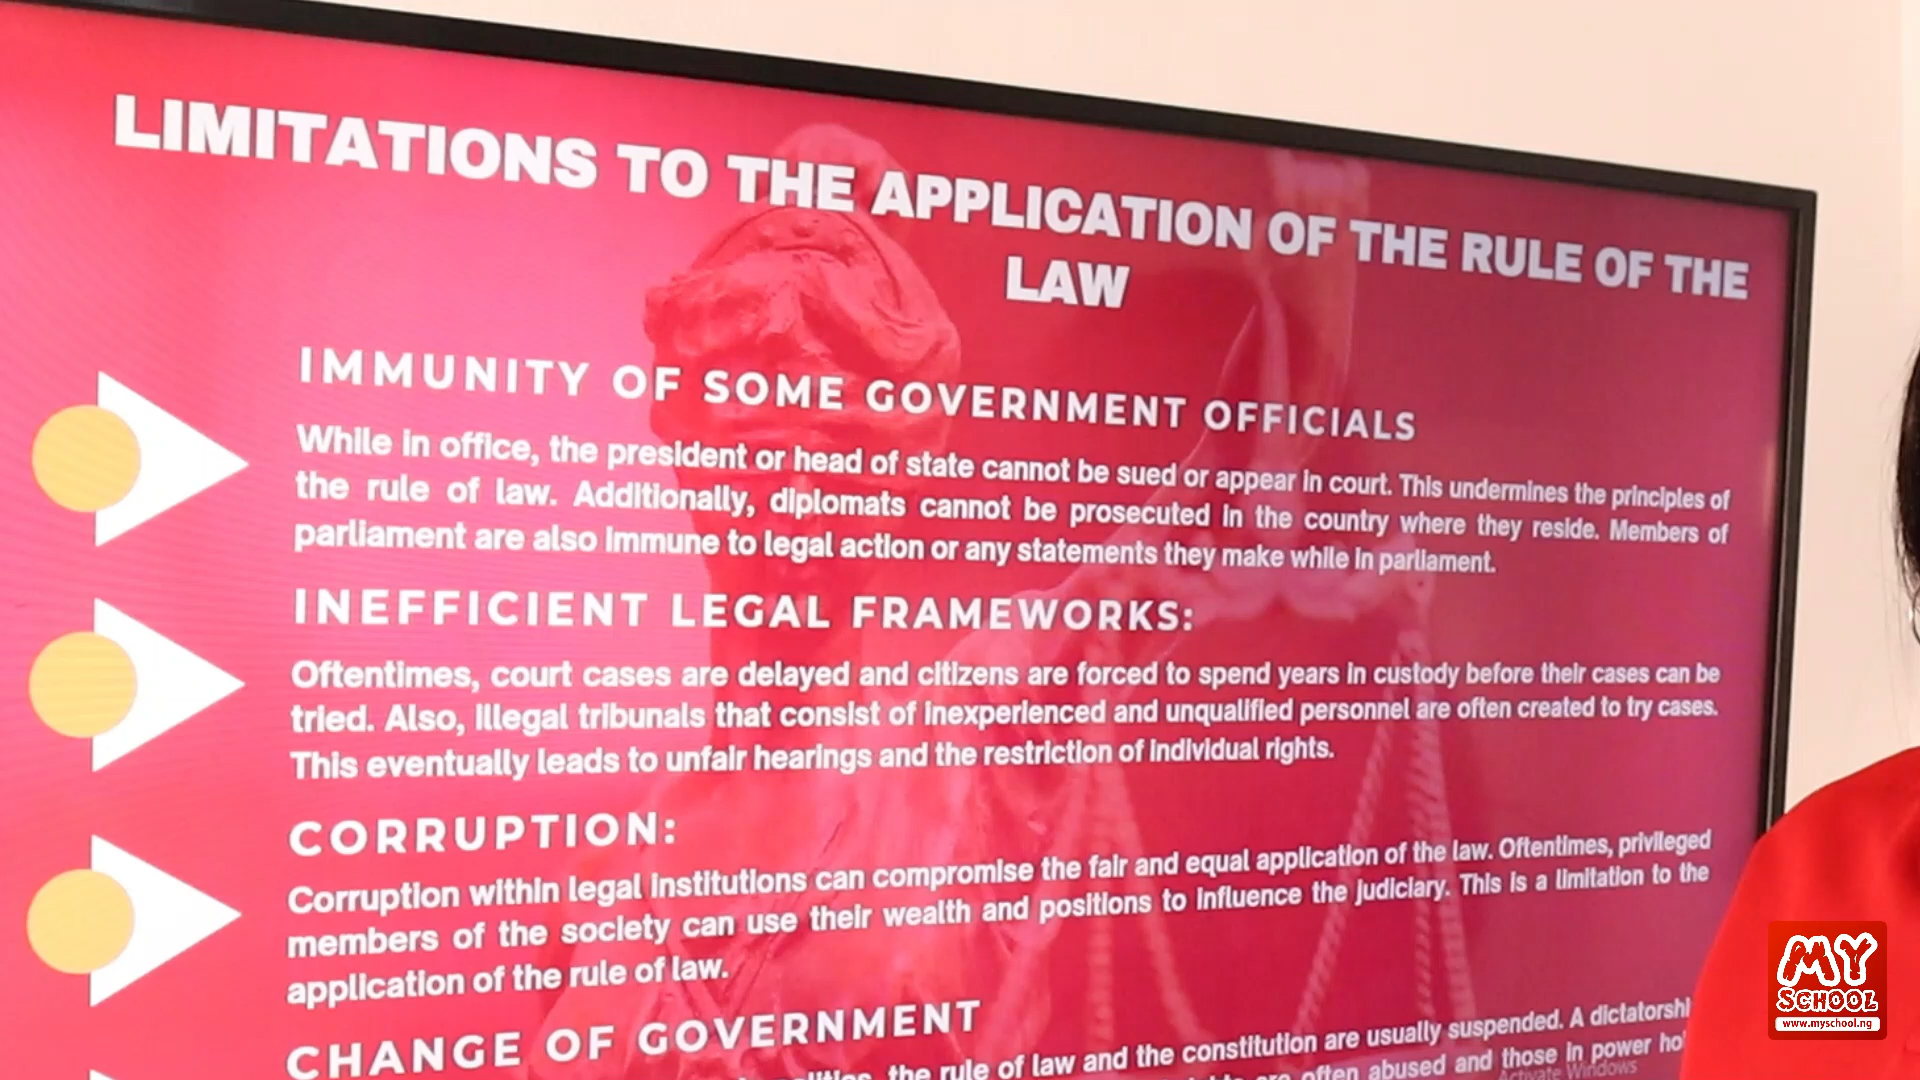 LIMITATIONS TO THE APPLICATION OF THE RULE OF THE
LAW
IMMUNITY OF SOME GOVERNMENT OFFICIALS
While in office, the president or head of state cannot be sued or appear in court. This undermines the principles of
the rule of law. Additionally, diplomats cannot be prosecuted in the country where they reside. Members of
parliament are also immune to legal action or any statements they make while in parliament.
INEFFICIENT LEGAL FRAMEWORKS:
Oftentimes, court cases are delayed and citizens are forced to spend years in custody before their cases can be
tried. Also, illegal tribunals that consist of inexperienced and unqualified personnel are often created to try cases.
This eventually leads to unfair hearings and the restriction of individual rights.
CORRUPTION:
Corruption within legal institutions can compromise the fair and equal application of the law. Oftentimes, privileged
members of the society can use their wealth and positions to influence the judiciary. This is a limitation to the
application of the rule of law.
CHANGE OF GOVERNMENT
the rule of law and the constitution are usually suspended. A
often abused and those in power
Activate Windows
MY
SCHOOL
www.myschool.ng